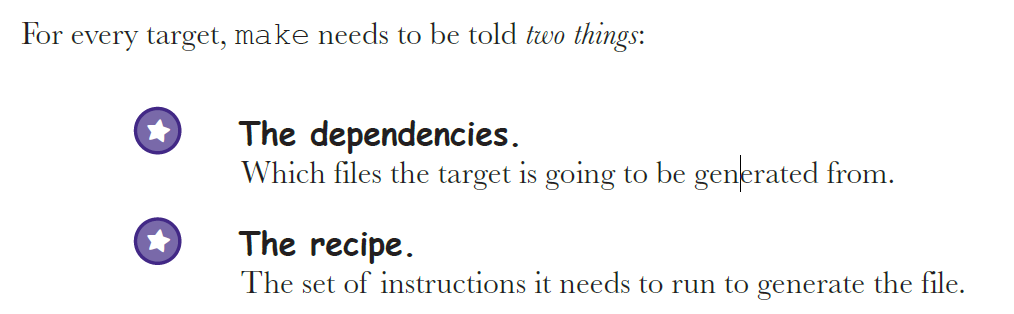 For every target, make needs to be told two things:
The dependencies.
Which files the target is going to be generated from.
The recipe.
The set of instructions it needs to run to generate the file.